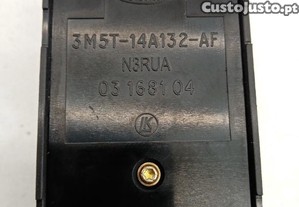 CustoJusto.pt
3M5T-14A132-AF
N3RUA
03 1681 04
K